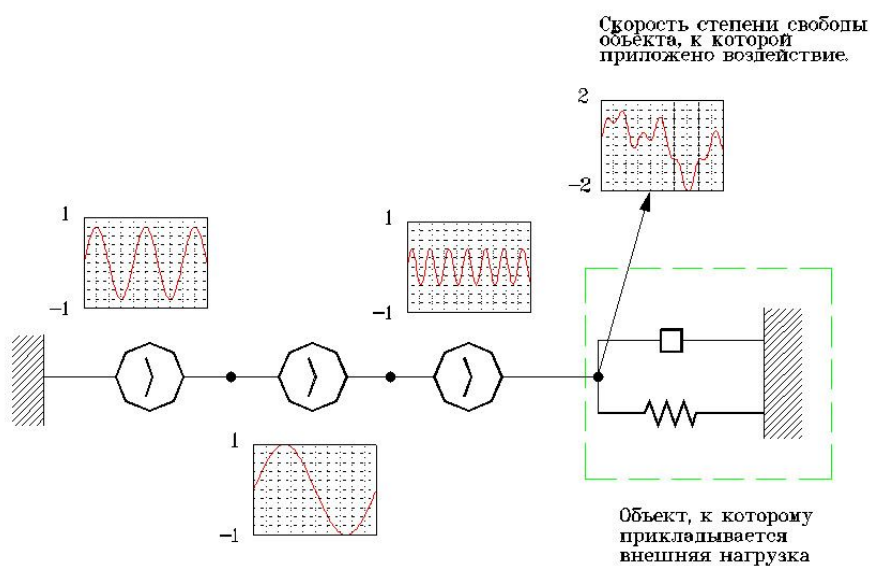 Скорость степени свободы
объекта, к которой
приложено воздействие.
2
-2
1
-1
1
-1
1
-1
Объект, к которому
прикладывается
внешняя нагрузка